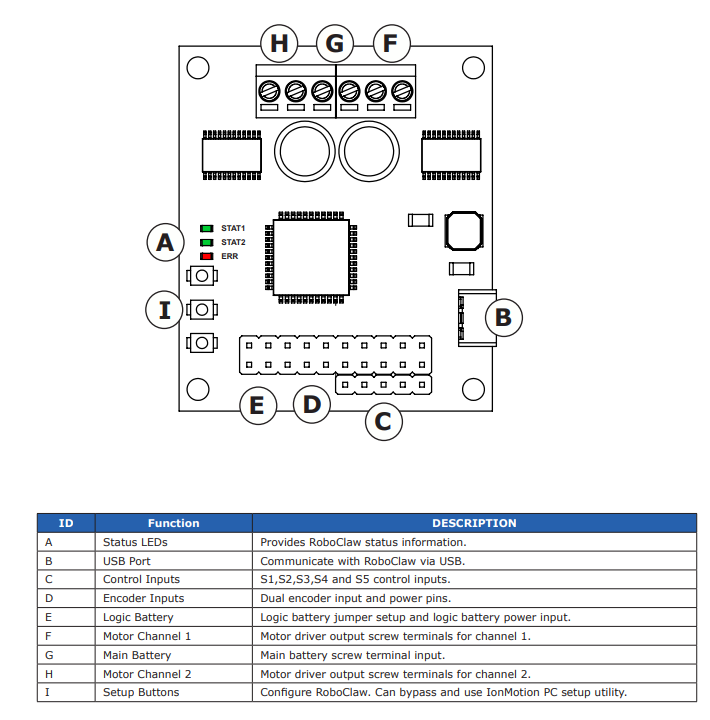 H G F
STAT1
A STAT2
ERR
I
B
E D C
ID Function DESCRIPTION
A Status LEDs Provides RoboClaw status information.
B USB Port Communicate with RoboClaw via USB.
C Control Inputs S1,S2,S3,S4 and S5 control inputs.
D Encoder Inputs Dual encoder input and power pins.
E Logic Battery Logic battery jumper setup and logic battery power input.
F Motor Channel 1 Motor driver output screw terminals for channel 1.
G Main Battery Main battery screw terminal input.
H Motor Channel 2 Motor driver output screw terminals for channel 2.
I Setup Buttons Configure RoboClaw. Can bypass and use IonMotion PC setup utility.